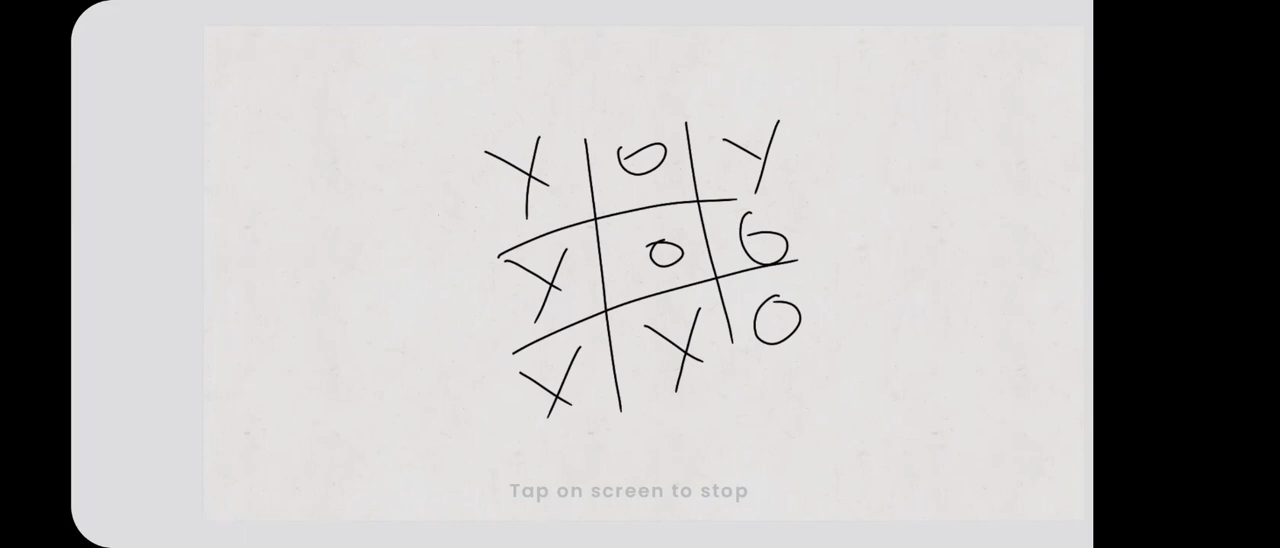 X O X
X O O
X X O
Tap on screen to stop